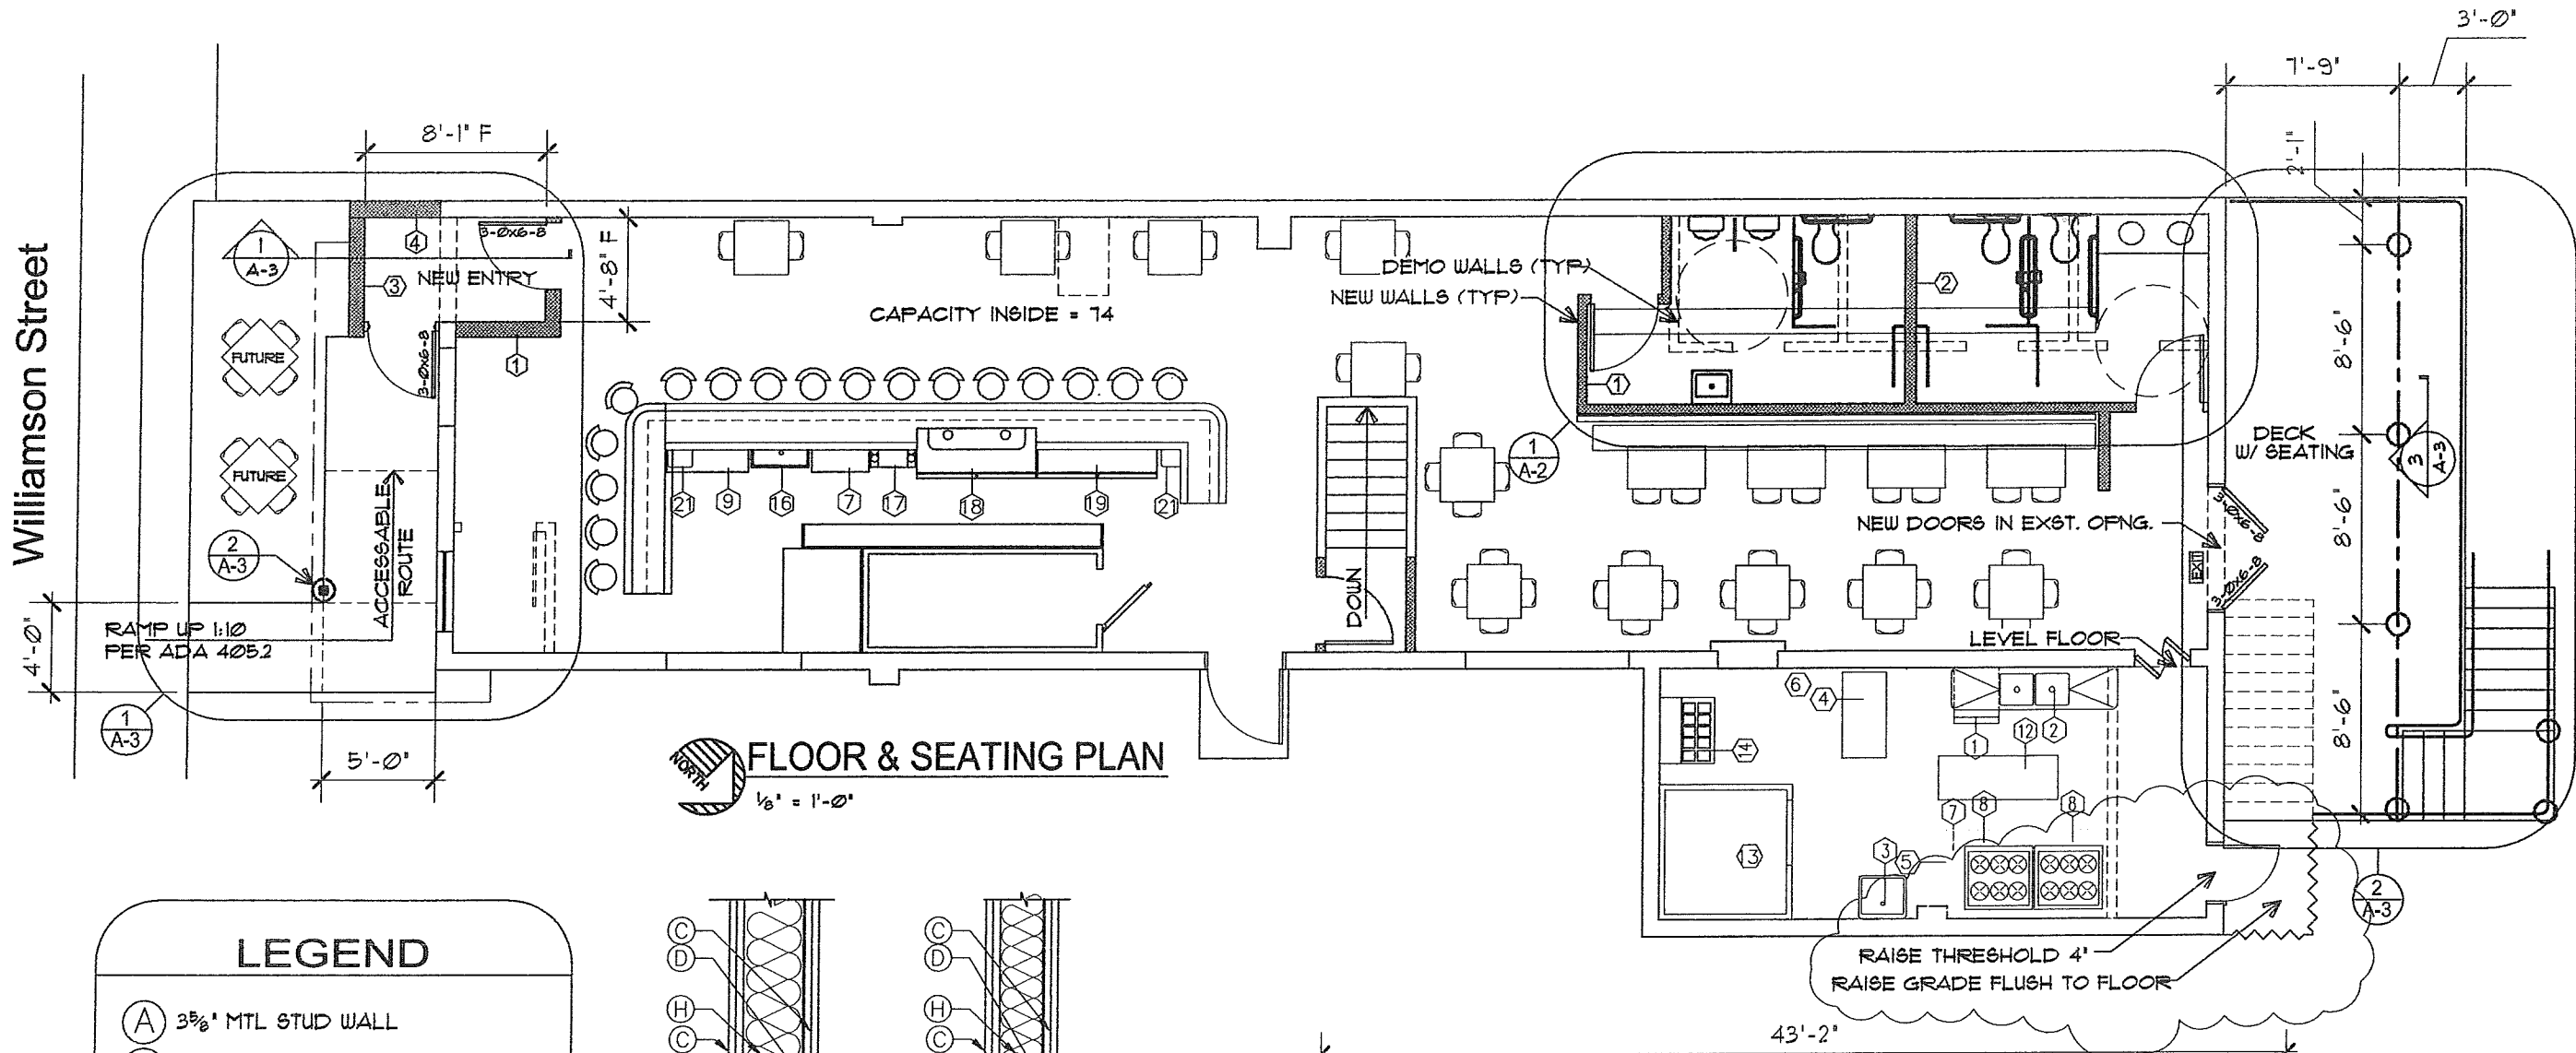 3'-0"
7'-9"
2'-1"
8'-1" F
4'-8" F
Williamson Street
1
A-3
4
3-0x6-8
3
NEW ENTRY
3-0x6-8
1
FUTURE
FUTURE
2
A-3
ACCESSABLE
ROUTE
4'-0"
RAMP UP 1:10
PER ADA 405.2
1
A-3
5'-0"
CAPACITY INSIDE = 74
21
9
16
7
17
18
19
21
DOWN
DEMO WALLS (TYP)
NEW WALLS (TYP)
1
2
1
A-2
NEW DOORS IN EXST. OPNG.
3-0x6-8
3-0x6-8
EXIT
LEVEL FLOOR
DECK
W/ SEATING
3
A-3
8'-6"
8'-6"
8'-6"
6
4
14
13
1
2
12
7
8
8
3
5
2
A-3
RAISE THRESHOLD 4"
RAISE GRADE FLUSH TO FLOOR
43'-2"
NORTH
FLOOR & SEATING PLAN
1/8" = 1'-0"
LEGEND
A 3 5/8" MTL STUD WALL
C
D
H
C
C
D
H
C